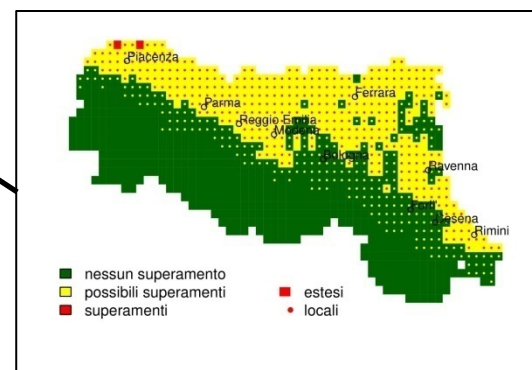 Piacenza
Ferrara
Parma
Reggio Emilia
Modena
Bologna
Ravenna
Forlì
Cesena
Rimini
nessun superamento
possibili superamenti
superamenti
estesi
locali